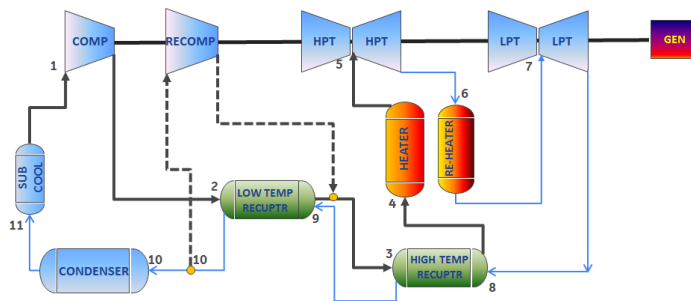 COMP
RECOMP
HPT
HPT
LPT
LPT
GEN
1
5
7
6
SUB
COOL
HEATER
RE-HEATER
2
LOW TEMP
RECUPTR
9
4
11
10
10
CONDENSER
3
HIGH TEMP
RECUPTR
8